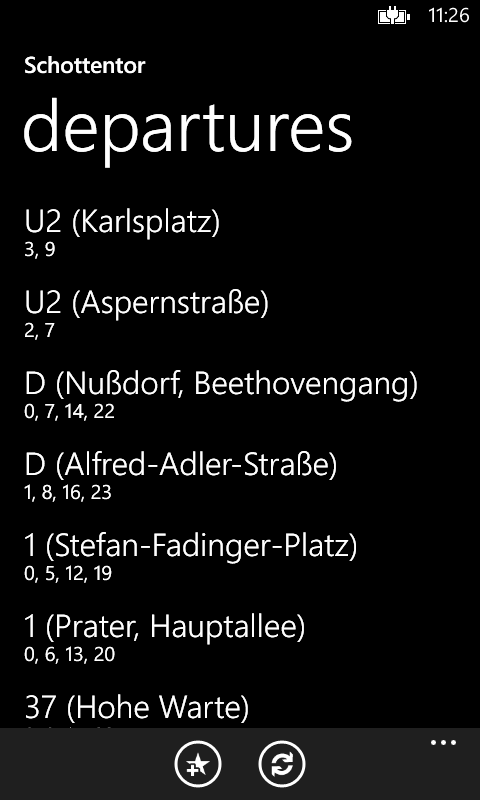 11:26
Schottentor
departures
U2 (Karlsplatz)
3, 9
U2 (Aspernstraße)
2, 7
D (Nußdorf, Beethovengang)
0, 7, 14, 22
D (Alfred-Adler-Straße)
1, 8, 16, 23
1 (Stefan-Fadinger-Platz)
0, 5, 12, 19
1 (Prater, Hauptallee)
0, 6, 13, 20
37 (Hohe Warte)